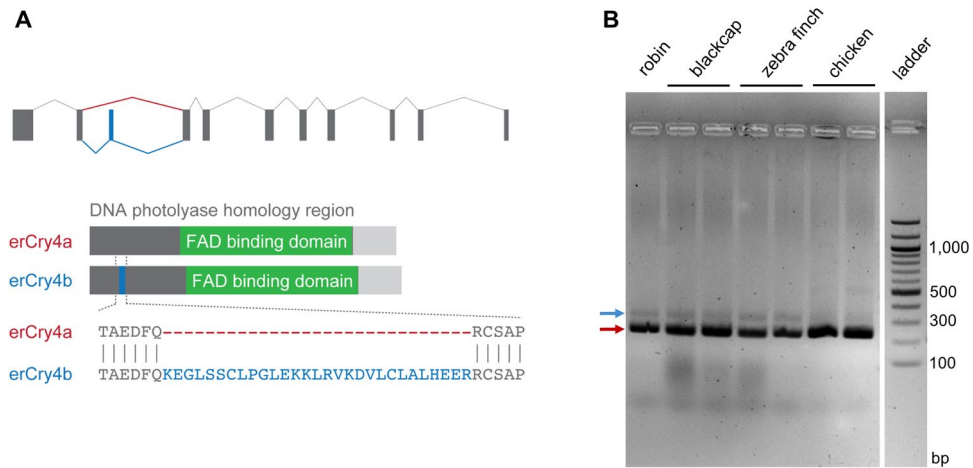 A
DNA photolyase homology region
erCry4a
FAD binding domain
erCry4b
FAD binding domain
erCry4a
TAEDFQ------------------------------RCSAP
erCry4b
TAEDFQKEGLSSCLPGLEKKLRVKDVLCLALHEERRCSAP
B
robin
blackcap
zebra finch
chicken
ladder
1,000
500
300
100
bp